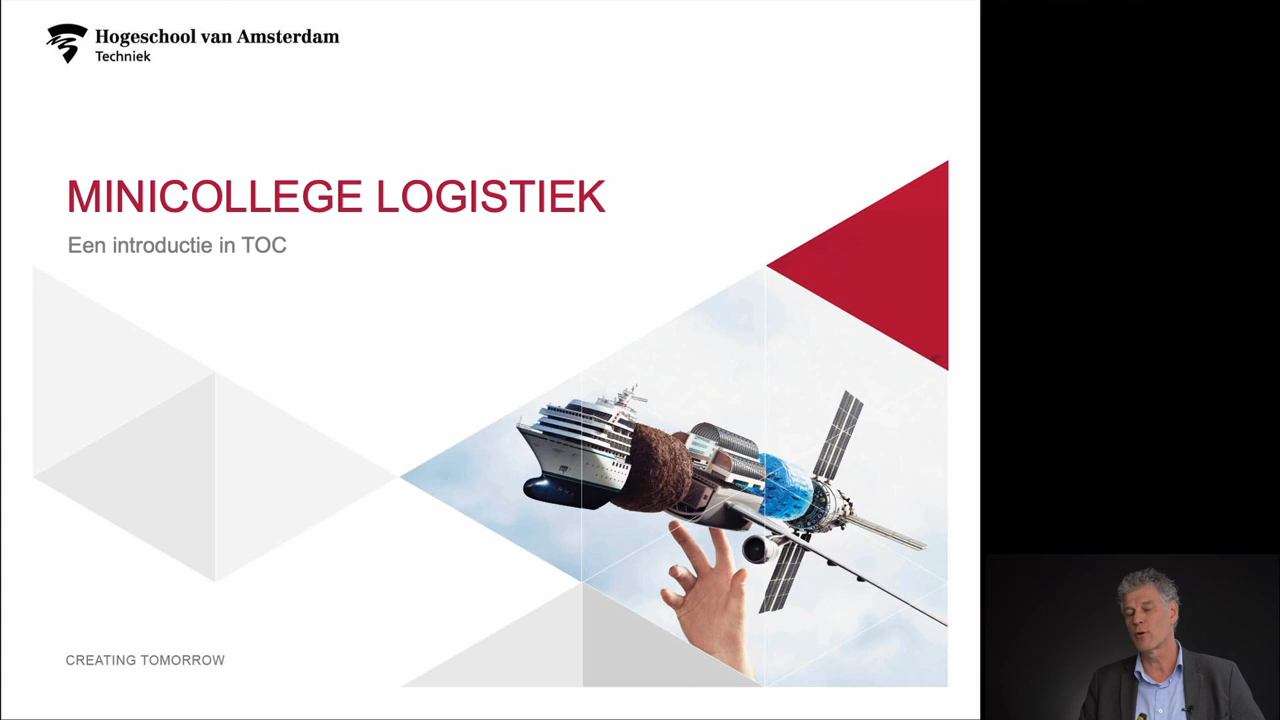 Hogeschool van Amsterdam
Techniek
MINICOLLEGE LOGISTIEK
Een introductie in TOC
CREATING TOMORROW